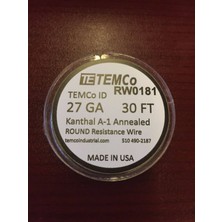 TE TEMCo
TEMCo ID RW0181
27 GA 30 FT
Kanthal A-1 Annealed
ROUND Resistance Wire
temcoindustrial.com 510 490-2187
MADE IN USA